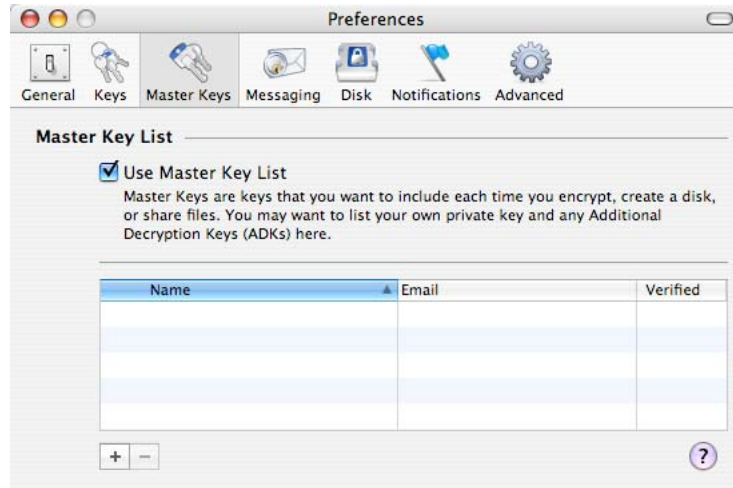 Preferences
General Keys Master Keys Messaging Disk Notifications Advanced
Master Key List
Use Master Key List
Master Keys are keys that you want to include each time you encrypt, create a disk,
or share files. You may want to list your own private key and any Additional
Decryption Keys (ADKs) here.
Name Email Verified
+ − ?